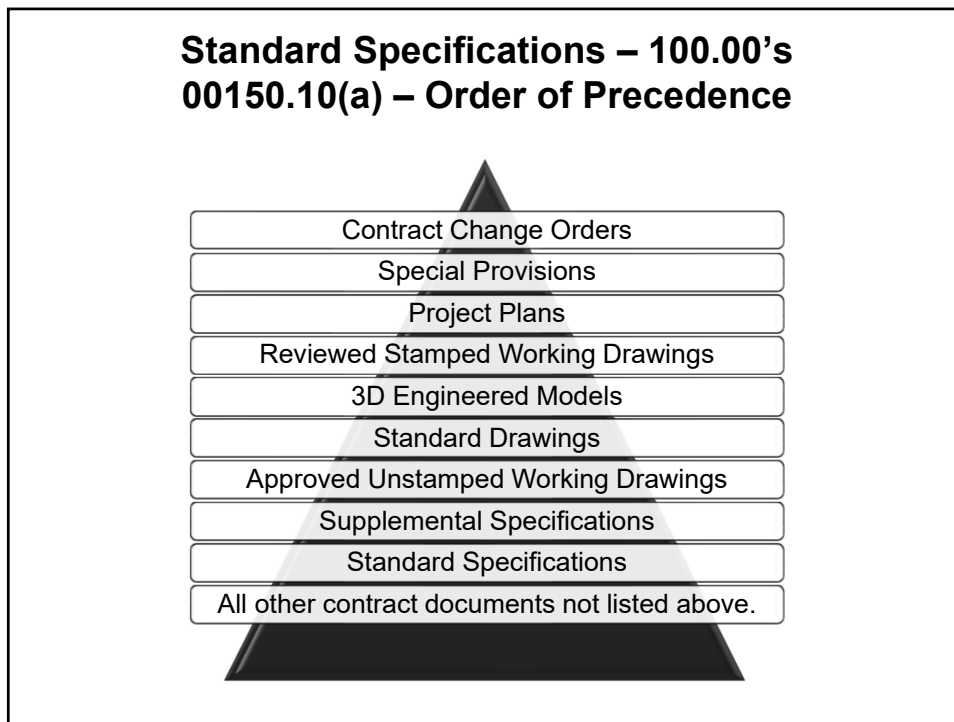 Standard Specifications – 100.00’s
00150.10(a) – Order of Precedence
Contract Change Orders
Special Provisions
Project Plans
Reviewed Stamped Working Drawings
3D Engineered Models
Standard Drawings
Approved Unstamped Working Drawings
Supplemental Specifications
Standard Specifications
All other contract documents not listed above.